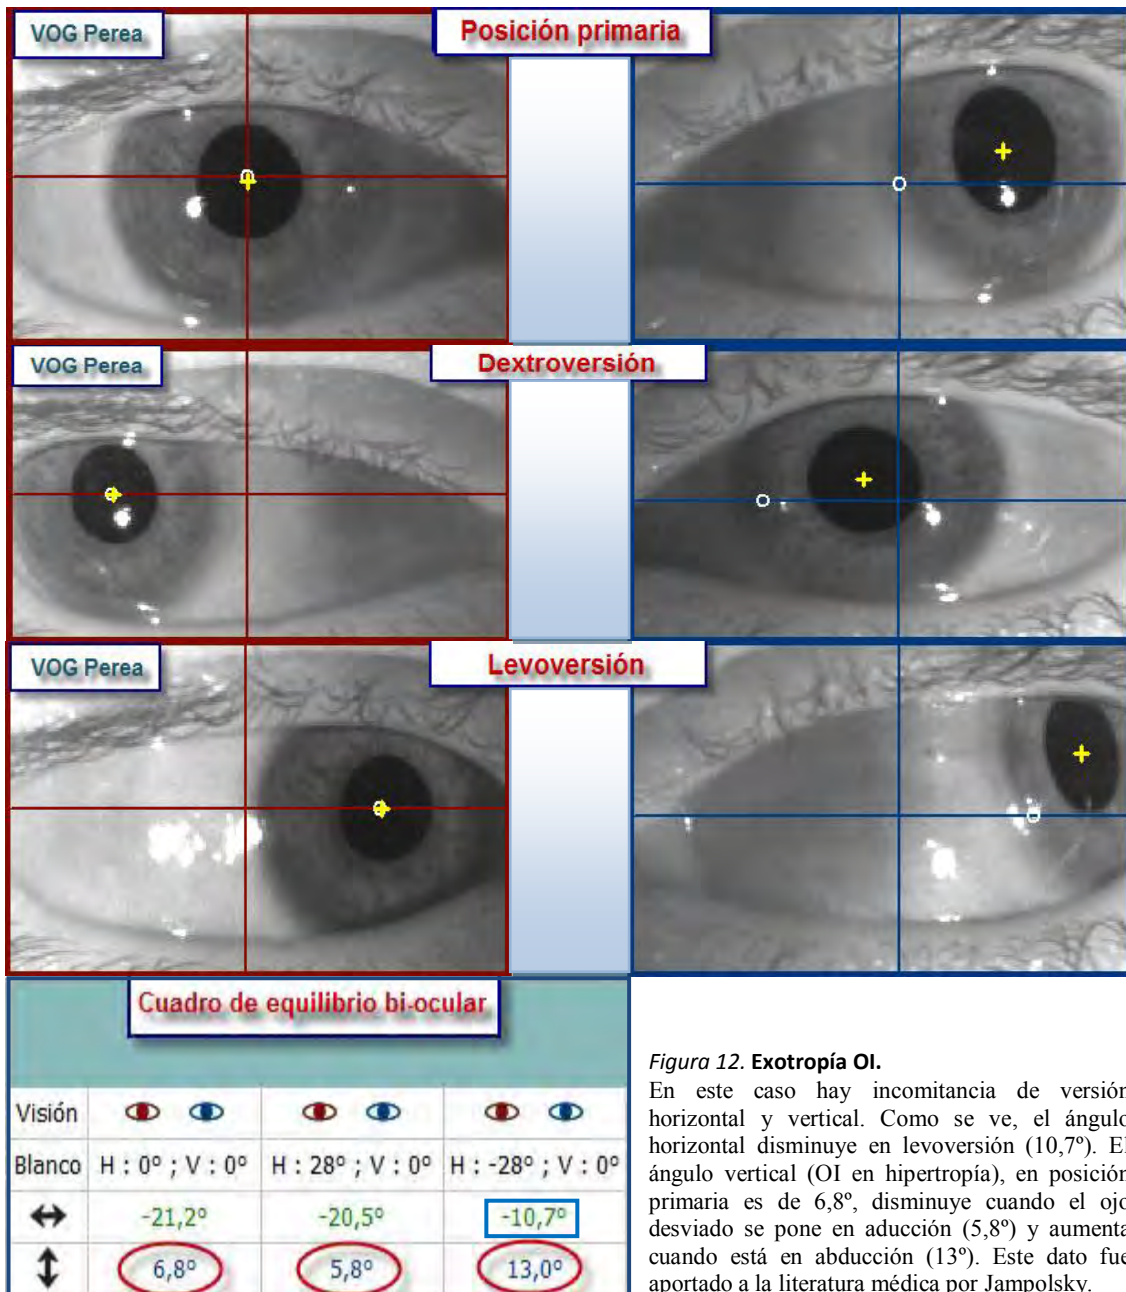 VOG Perea
Posición primaria
VOG Perea
Dextroversión
VOG Perea
Levoversión
Cuadro de equilibrio bi-ocular
Visión
Blanco H : 0º ; V : 0º H : 28º ; V : 0º H : -28º ; V : 0º
↔ -21,2º -20,5º -10,7º
↕ 6,8º 5,8º 13,0º
Figura 12. Exotropía OI.
En este caso hay incomitancia de versión
horizontal y vertical. Como se ve, el ángulo
horizontal disminuye en levoversión (10,7º). El
ángulo vertical (OI en hipertropía), en posición
primaria es de 6,8º, disminuye cuando el ojo
desviado se pone en aducción (5,8º) y aumenta
cuando está en abducción (13º). Este dato fue
aportado a la literatura médica por Jampolsky.